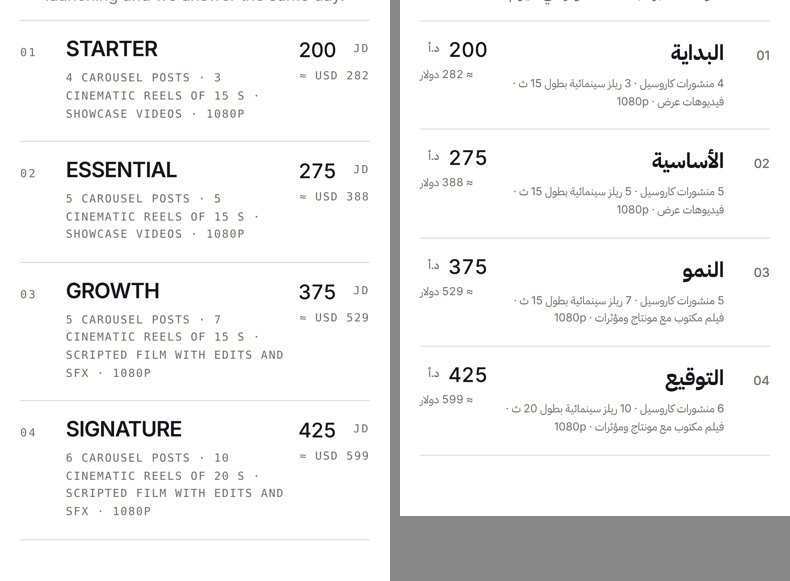 01 STARTER 200 JD
4 CAROUSEL POSTS · 3 ≈ USD 282
CINEMATIC REELS OF 15 S ·
SHOWCASE VIDEOS · 1080P
02 ESSENTIAL 275 JD
5 CAROUSEL POSTS · 5 ≈ USD 388
CINEMATIC REELS OF 15 S ·
SHOWCASE VIDEOS · 1080P
03 GROWTH 375 JD
5 CAROUSEL POSTS · 7 ≈ USD 529
CINEMATIC REELS OF 15 S ·
SCRIPTED FILM WITH EDITS AND
SFX · 1080P
04 SIGNATURE 425 JD
6 CAROUSEL POSTS · 10 ≈ USD 599
CINEMATIC REELS OF 20 S ·
SCRIPTED FILM WITH EDITS AND
SFX · 1080P
01 البداية 200 د.أ
≈ 282 دولار
4 منشورات كاروسيل · 3 ريلز سينمائية بطول 15 ث ·
فيديوهات عرض · 1080p
02 الأساسية 275 د.أ
≈ 388 دولار
5 منشورات كاروسيل · 5 ريلز سينمائية بطول 15 ث ·
فيديوهات عرض · 1080p
03 النمو 375 د.أ
≈ 529 دولار
5 منشورات كاروسيل · 7 ريلز سينمائية بطول 15 ث ·
فيلم مكتوب مع مونتاج ومؤثرات · 1080p
04 التوقيع 425 د.أ
≈ 599 دولار
6 منشورات كاروسيل · 10 ريلز سينمائية بطول 20 ث ·
فيلم مكتوب مع مونتاج ومؤثرات · 1080p